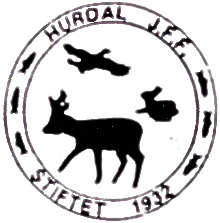 HURDAL J.F.F.
STIFTET 1932